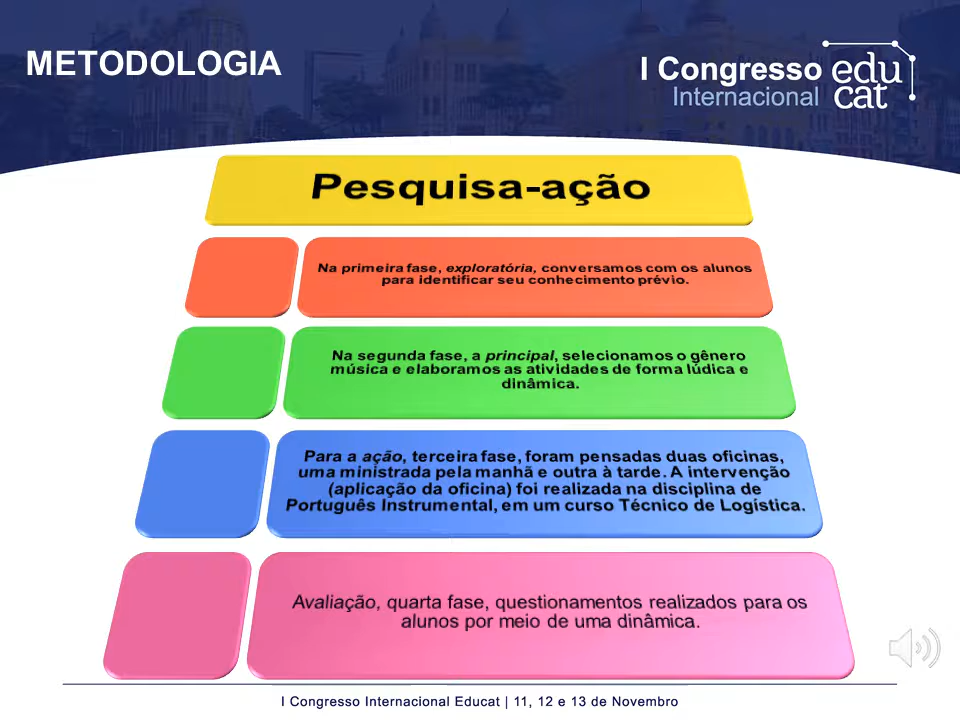 METODOLOGIA
I Congresso
Internacional
edu
cat
Pesquisa-ação
Na primeira fase, exploratória, conversamos com os alunos
para identificar seu conhecimento prévio.
Na segunda fase, a principal, selecionamos o gênero
música e elaboramos as atividades de forma lúdica e
dinâmica.
Para a ação, terceira fase, foram pensadas duas oficinas,
uma ministrada pela manhã e outra à tarde. A intervenção
(aplicação da oficina) foi realizada na disciplina de
Português Instrumental, em um curso Técnico de Logística.
Avaliação, quarta fase, questionamentos realizados para os
alunos por meio de uma dinâmica.
I Congresso Internacional Educat | 11, 12 e 13 de Novembro